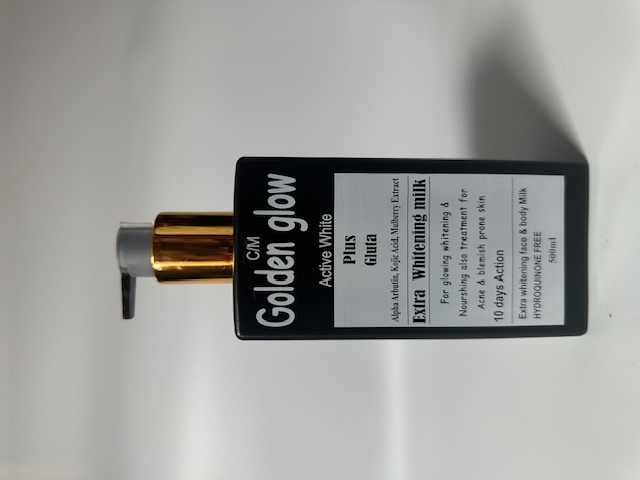 C/M
Golden glow
Active White
Plus
Gluta
Alpha Arbutin, Kojic Acid, Mulberry Extract
Extra Whitening milk
For glowing whitening &
Nourshing also treatment for
Acne & blemish prone skin
10 days Action
Extra whitening face & body Milk
HYDROQUINONE FREE
500ml